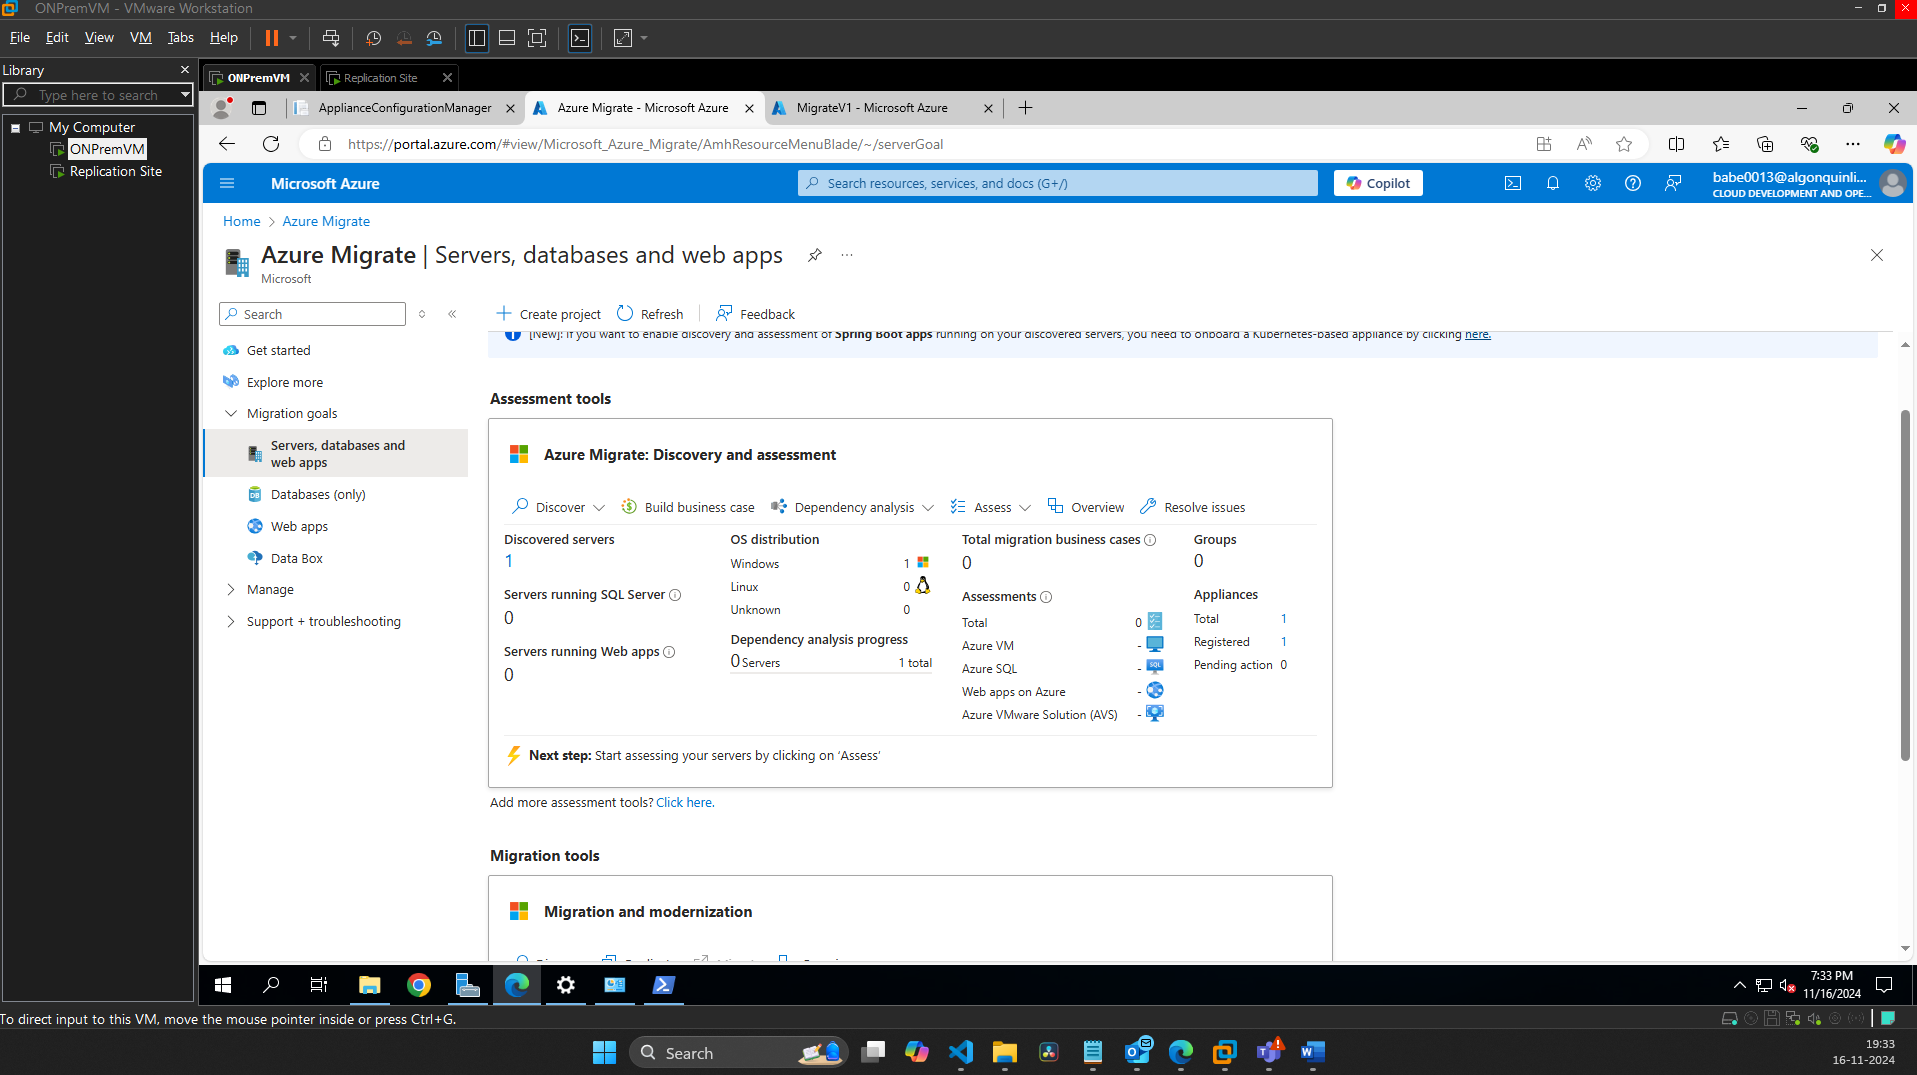 ONPremVM - VMware Workstation
File Edit View VM Tabs Help
Library
Type here to search
My Computer
ONPremVM
Replication Site
ONPremVM
Replication Site
ApplianceConfigurationManager
Azure Migrate - Microsoft Azure
MigrateV1 - Microsoft Azure
https://portal.azure.com/#view/Microsoft_Azure_Migrate/AmhResourceMenuBlade/~/serverGoal
Microsoft Azure
Search resources, services, and docs (G+/)
Copilot
babe0013@algonquinli...
CLOUD DEVELOPMENT AND OPE...
Home > Azure Migrate
Azure Migrate | Servers, databases and web apps
Microsoft
Search
Create project
Refresh
Feedback
Get started
Explore more
Migration goals
Servers, databases and
web apps
Databases (only)
Web apps
Data Box
Manage
Support + troubleshooting
[New]: If you want to enable discovery and assessment of Spring Boot apps running on your discovered servers, you need to onboard a Kubernetes-based appliance by clicking here.
Assessment tools
Azure Migrate: Discovery and assessment
Discover
Build business case
Dependency analysis
Assess
Overview
Resolve issues
Discovered servers
1
Servers running SQL Server
0
Servers running Web apps
0
OS distribution
Windows 1
Linux 0
Unknown 0
Dependency analysis progress
0 Servers 1 total
Total migration business cases
0
Assessments
Total 0
Azure VM -
Azure SQL -
Web apps on Azure -
Azure VMware Solution (AVS) -
Groups
0
Appliances
Total 1
Registered 1
Pending action 0
Next step: Start assessing your servers by clicking on ‘Assess’
Add more assessment tools? Click here.
Migration tools
Migration and modernization
7:33 PM
11/16/2024
To direct input to this VM, move the mouse pointer inside or press Ctrl+G.
Search
19:33
16-11-2024